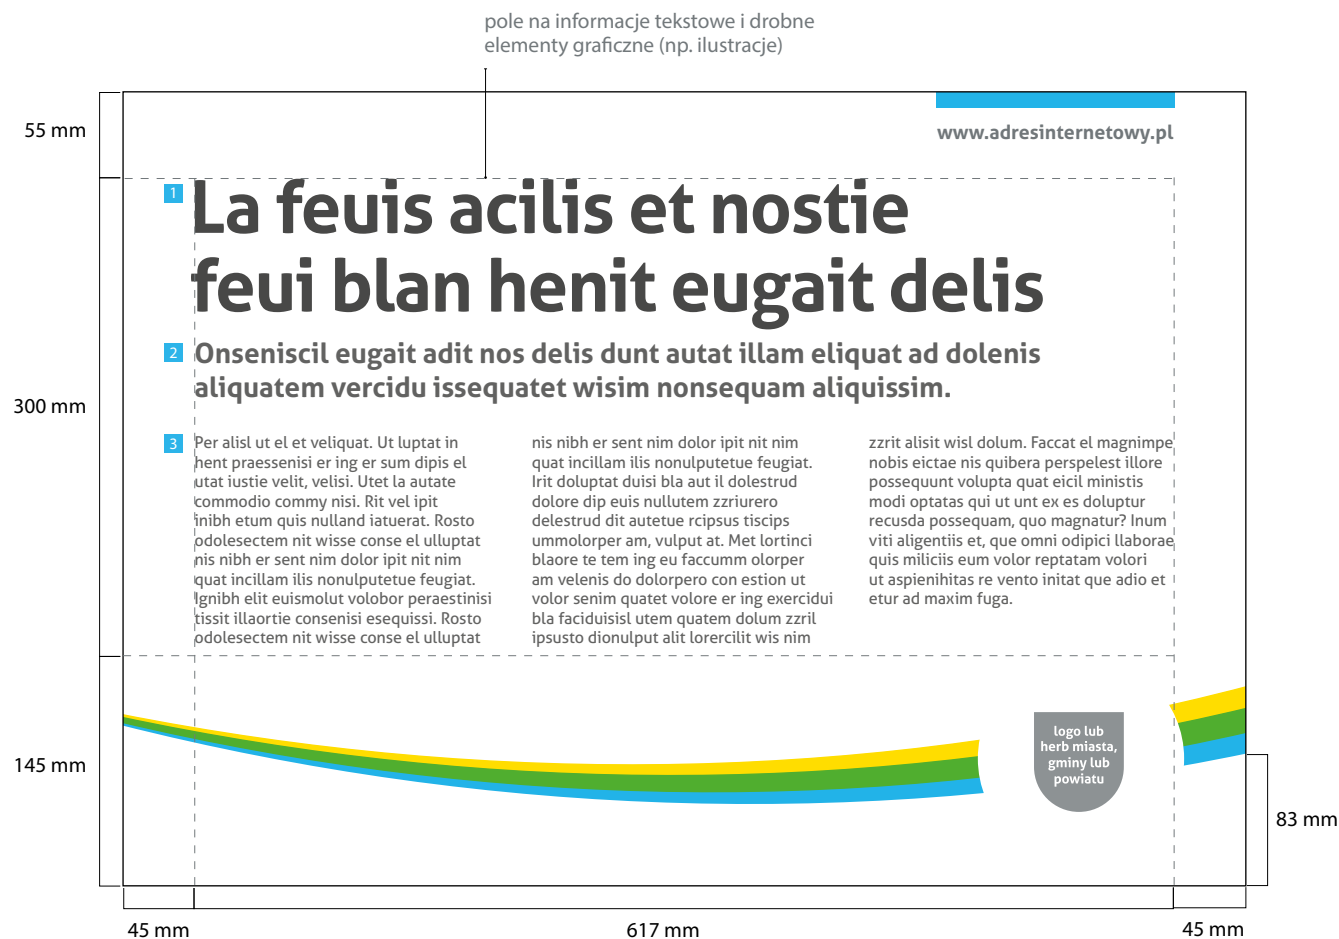 pole na informacje tekstowe i drobne
elementy graficzne (np. ilustracje)
55 mm
www.adresinternetowy.pl
1
La feuis acilis et nostie
feui blan henit eugait delis
2
Onseniscil eugait adit nos delis dunt autat illam eliquat ad dolenis
aliquatem vercidu issequatet wisim nonsequam aliquissim.
300 mm
3
Per alisl ut el et veliquat. Ut luptat in
hent praessenisi er ing er sum dipis el
utat iustie velit, velisi. Utet la autate
commodio commy nisi. Rit vel ipit
inibh etum quis nulland iatuerat. Rosto
odolesectem nit wisse conse el ulluptat
nis nibh er sent nim dolor ipit nit nim
quat incillam ilis nonulputetue feugiat.
Ignibh elit euismolut volobor peraestinisi
tissit illaortie consenisi esequissi. Rosto
odolesectem nit wisse conse el ulluptat
nis nibh er sent nim dolor ipit nit nim
quat incillam ilis nonulputetue feugiat.
Irit doluptat duisi bla aut il dolestrud
dolore dip euis nullutem zzriurero
delestrud dit autetue rcipsus tiscips
ummolorper am, vulput at. Met lortinci
blaore te tem ing eu faccumm olorper
am velenis do dolorpero con estion ut
volor senim quatet volore er ing exercidui
bla faciduisisl utem quatem dolum zzril
ipsusto dionulput alit lorercilit wis nim
zzrit alisit wisl dolum. Faccat el magnimpe
nobis eictae nis quibera perspelest illore
possequunt volupta quat eicil ministis
modi optatas qui ut unt ex es doluptur
recusda possequam, quo magnatur? Inum
viti aligentiis et, que omni odipici llaborae
quis miliciis eum volor reptatam volori
ut aspienihitas re vento initat que adio et
etur ad maxim fuga.
logo lub
herb miasta,
gminy lub
powiatu
145 mm
83 mm
45 mm
617 mm
45 mm